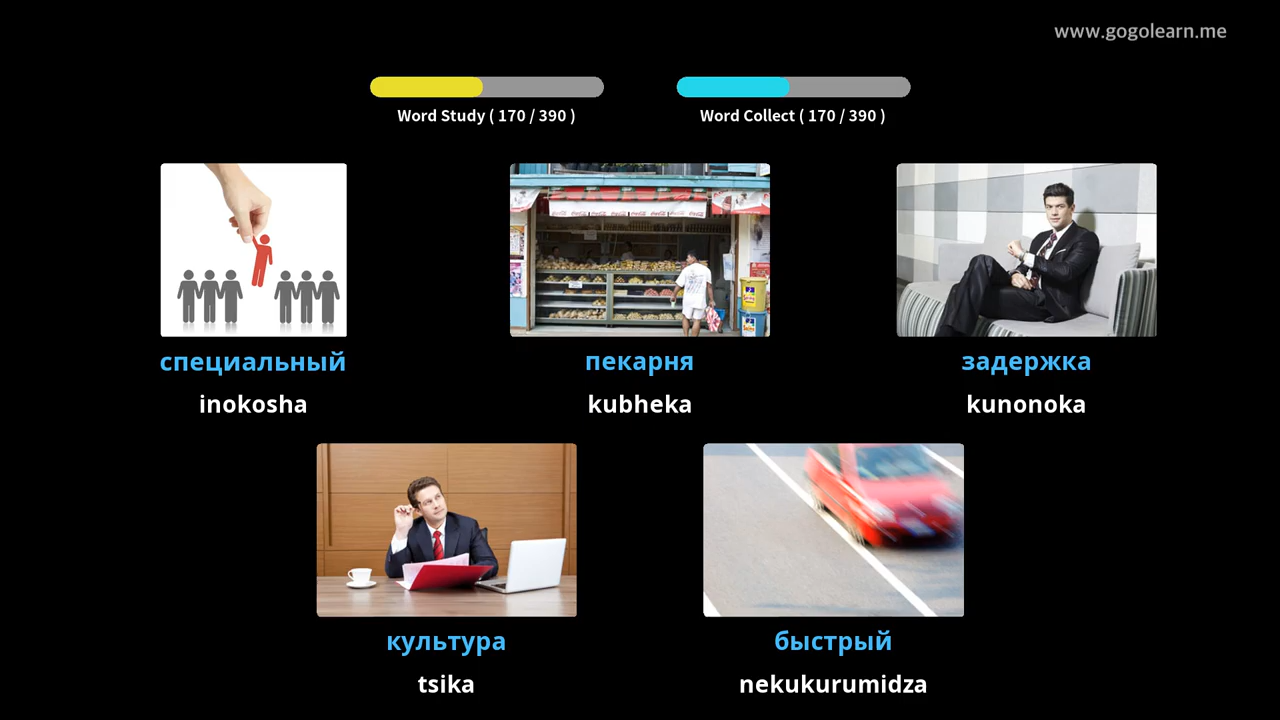 www.gogolearn.me
Word Study ( 170 / 390 )
Word Collect ( 170 / 390 )
специальный
пекарня
задержка
inokosha
kubheka
kunonoka
культура
быстрый
tsika
nekukurumidza